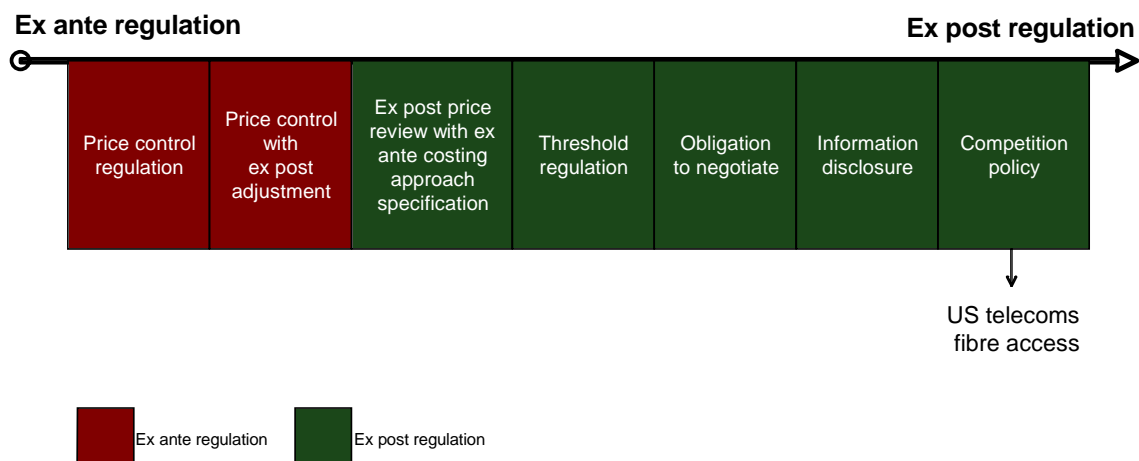 Ex ante regulation
Ex post regulation
Price control
regulation
Price control
with
ex post
adjustment
Ex post price
review with ex
ante costing
approach
specification
Threshold
regulation
Obligation
to negotiate
Information
disclosure
Competition
policy
US telecoms
fibre access
Ex ante regulation
Ex post regulation